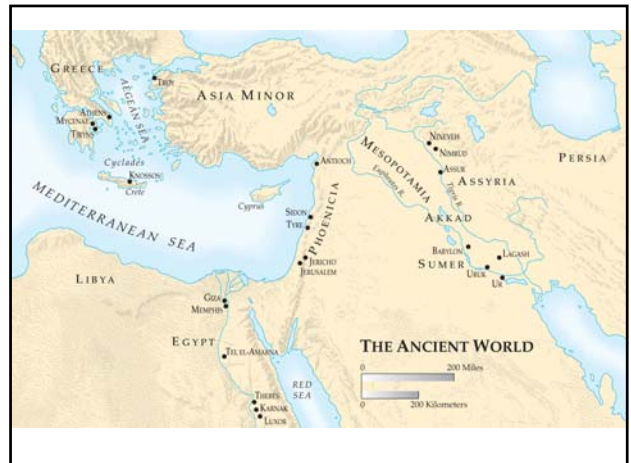 GREECE
AEGEAN SEA
TROY
ASIA MINOR
ATHENS
MYCENAE
TIRYNS
Cyclades
KNOSSOS
Crete
MEDITERRANEAN SEA
Cyprus
ANTIOCH
SIDON
TYRE
PHOENICIA
JERICHO
JERUSALEM
MESOPOTAMIA
Euphrates R.
NINEVEH
NIMRUD
ASSUR
ASSYRIA
Tigris R.
PERSIA
AKKAD
BABYLON
LAGASH
SUMER
URUK
UR
LIBYA
GIZA
MEMPHIS
EGYPT
TEL EL-AMARNA
RED
SEA
THEBES
KARNAK
LUXOR
THE ANCIENT WORLD
0 200 Miles
0 200 Kilometers